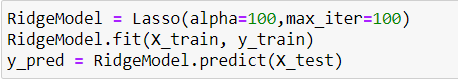 RidgeModel = Lasso(alpha=100,max_iter=100)
RidgeModel.fit(X_train, y_train)
y_pred = RidgeModel.predict(X_test)